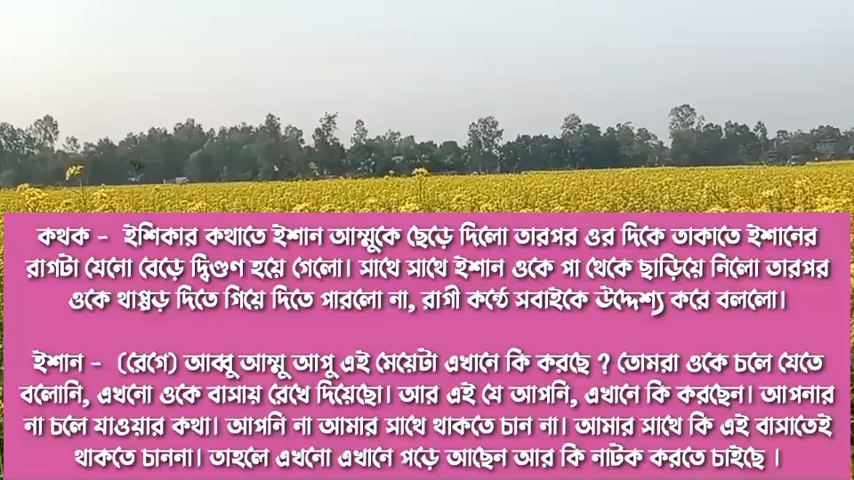 কথক - ইশিকার কথাতে ইশান আম্মুকে ছেড়ে দিলো তারপর ওর দিকে তাকাতে ইশানের
রাগটা যেনো বেড়ে দ্বিগুণ হয়ে গেলো। সাথে সাথে ইশান ওকে পা থেকে ছাড়িয়ে নিলো তারপর
ওকে থাপ্পড় দিতে গিয়ে দিতে পারলো না, রাগী কন্ঠে সবাইকে উদ্দেশ্য করে বললো।
ইশান - (রেগে) আব্বু আম্মু আপু এই মেয়েটা এখানে কি করছে ? তোমরা ওকে চলে যেতে
বলোনি, এখনো ওকে বাসায় রেখে দিয়েছো। আর এই যে আপনি, এখানে কি করছেন। আপনার
না চলে যাওয়ার কথা। আপনি না আমার সাথে থাকতে চান না। আমার সাথে কি এই বাসাতেই
থাকতে চাননা। তাহলে এখনো এখানে পড়ে আছেন আর কি নাটক করতে চাইছে ।